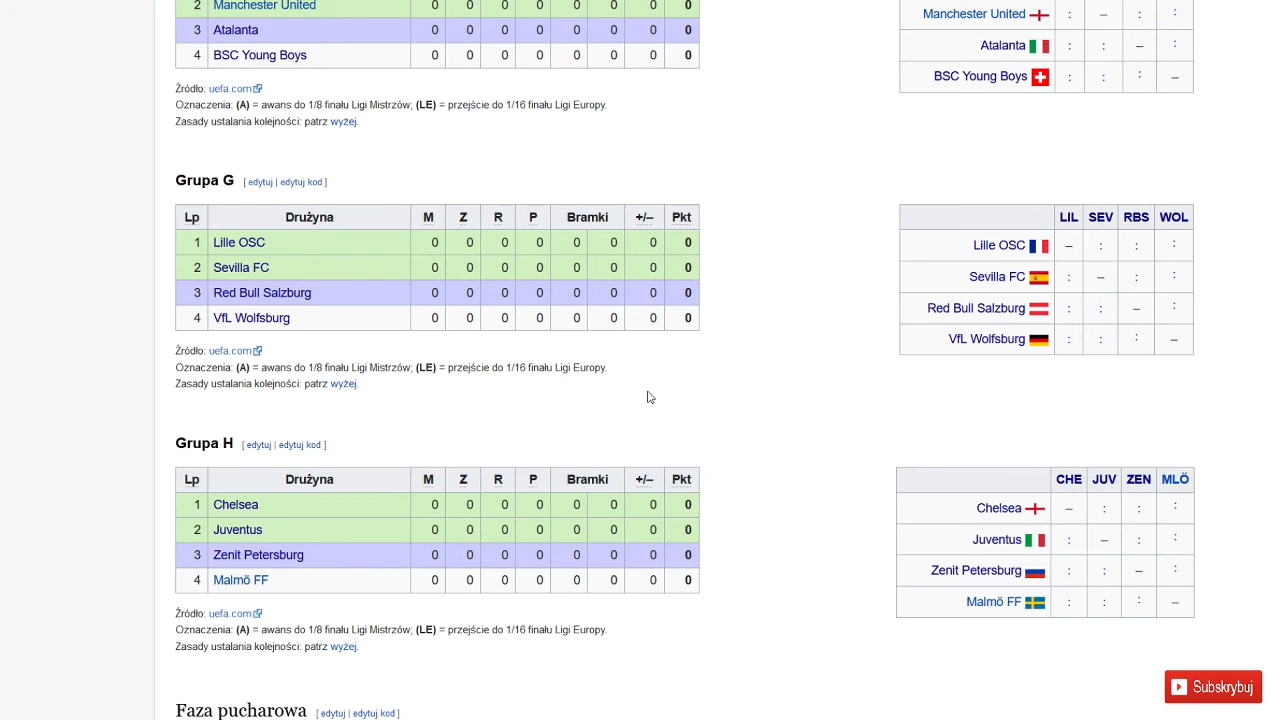 2 Manchester United 0 0 0 0 0 0 0 0
3 Atalanta 0 0 0 0 0 0 0 0
4 BSC Young Boys 0 0 0 0 0 0 0 0
Manchester United : – : :
Atalanta : : – :
BSC Young Boys : : : –
Źródło: uefa.com
Oznaczenia: (A) = awans do 1/8 finału Ligi Mistrzów; (LE) = przejście do 1/16 finału Ligi Europy.
Zasady ustalania kolejności: patrz wyżej.
Grupa G [ edytuj | edytuj kod ]
Lp Drużyna M Z R P Bramki +/– Pkt
1 Lille OSC 0 0 0 0 0 0 0 0
2 Sevilla FC 0 0 0 0 0 0 0 0
3 Red Bull Salzburg 0 0 0 0 0 0 0 0
4 VfL Wolfsburg 0 0 0 0 0 0 0 0
LIL SEV RBS WOL
Lille OSC – : : :
Sevilla FC : – : :
Red Bull Salzburg : : – :
VfL Wolfsburg : : : –
Źródło: uefa.com
Oznaczenia: (A) = awans do 1/8 finału Ligi Mistrzów; (LE) = przejście do 1/16 finału Ligi Europy.
Zasady ustalania kolejności: patrz wyżej.
Grupa H [ edytuj | edytuj kod ]
Lp Drużyna M Z R P Bramki +/– Pkt
1 Chelsea 0 0 0 0 0 0 0 0
2 Juventus 0 0 0 0 0 0 0 0
3 Zenit Petersburg 0 0 0 0 0 0 0 0
4 Malmö FF 0 0 0 0 0 0 0 0
CHE JUV ZEN MLÖ
Chelsea – : : :
Juventus : – : :
Zenit Petersburg : : – :
Malmö FF : : : –
Źródło: uefa.com
Oznaczenia: (A) = awans do 1/8 finału Ligi Mistrzów; (LE) = przejście do 1/16 finału Ligi Europy.
Zasady ustalania kolejności: patrz wyżej.
Subskrybuj
Faza pucharowa [ edytuj | edytuj kod ]